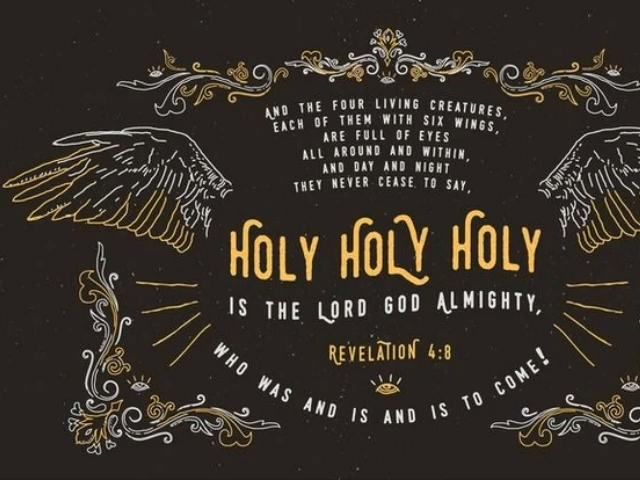 AND THE FOUR LIVING CREATURES,
EACH OF THEM WITH SIX WINGS,
ARE FULL OF EYES
ALL AROUND AND WITHIN,
AND DAY AND NIGHT
THEY NEVER CEASE TO SAY,
HOLY HOLY HOLY
IS THE LORD GOD ALMIGHTY,
REVELATION 4:8
WHO WAS AND IS AND IS TO COME!